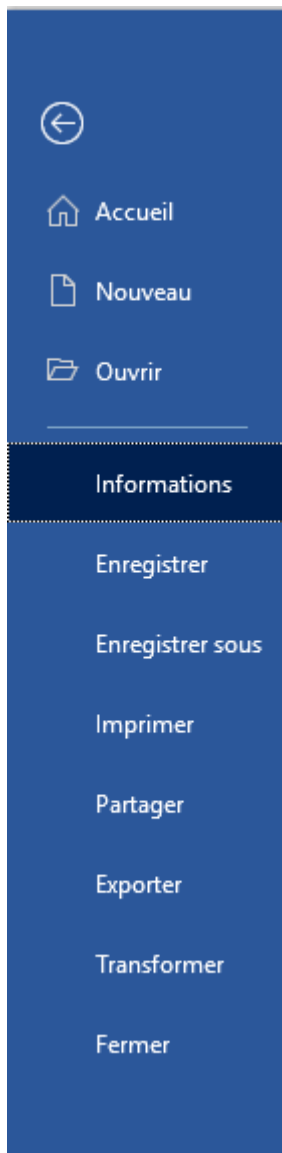 Accueil
Nouveau
Ouvrir
Informations
Enregistrer
Enregistrer sous
Imprimer
Partager
Exporter
Transformer
Fermer